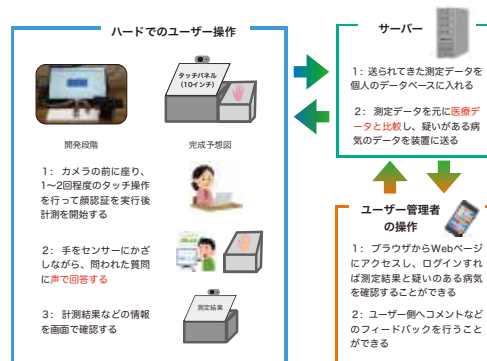 ハードでのユーザー操作
タッチパネル
(10インチ)
開発段階
完成予想図
1： カメラの前に座り、
1〜2回程度のタッチ操作
を行って顔認証を実行後
計測を開始する
2： 手をセンサーにかざ
しながら、問われた質問
に声で回答する
3： 計測結果などの情報
を画面で確認する
測定結果
サーバー
1：送られてきた測定データを
個人のデータベースに入れる
2： 測定データを元に医療デ
ータと比較し、疑いがある病
気のデータを装置に送る
ユーザー管理者
の操作
1： ブラウザからWebページ
にアクセスし、ログインすれ
ば測定結果と疑いのある病気
を確認することができる
2：ユーザー側へコメントなど
のフィードバックを行うこと
ができる